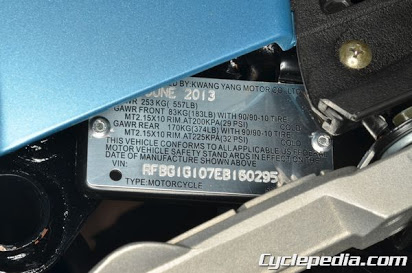 BY KWANG YANG MOTOR CO., LT
JUNE 2013
GVWR 253 KG( 557LB)
GAWR FRONT 83KG(183LB) WITH 90/90-10 TIRE
MT2.15X10 RIM AT200KPA(29 PSI) COLD
GAWR REAR 170KG(374LB) WITH 90/90-10 TIRE
MT2.15X10 RIM AT225KPA(32 PSI) COLD
THIS VEHICLE CONFORMS TO ALL APPLICABLE
MOTOR VEHICLE SAFETY STANDARDS IN EFFECT ON THE
DATE OF MANUFACTURE SHOWN ABOVE
VIN:
RFBG1G107EB160295
TYPE:MOTORCYCLE
Cyclepedia.com